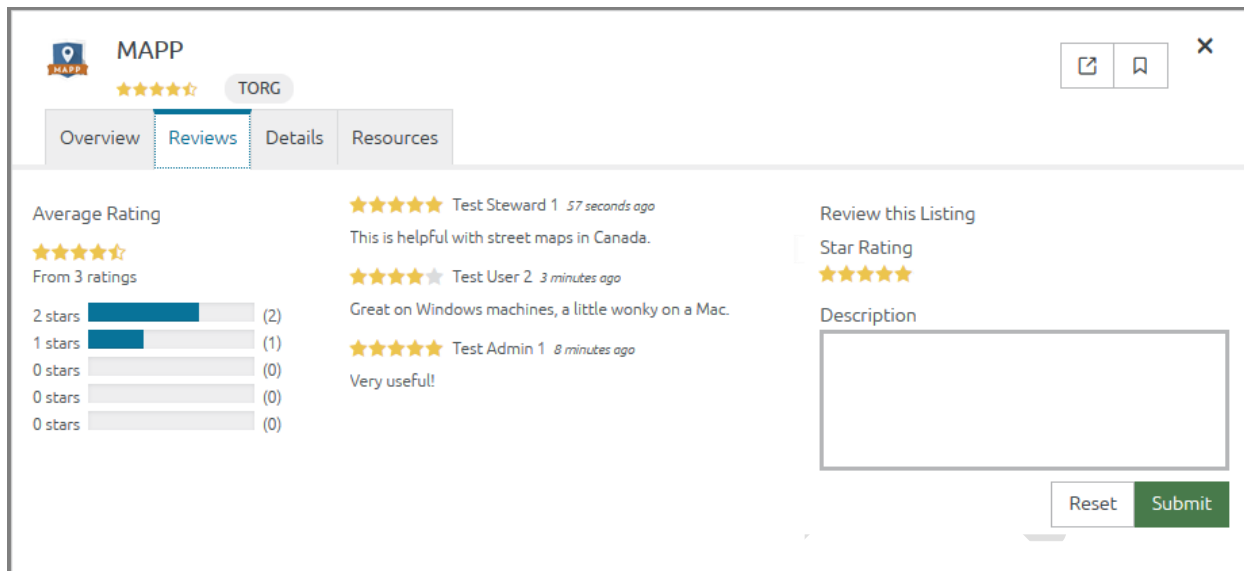 MAPP
MAPP
TORG
Overview Reviews Details Resources
Average Rating
From 3 ratings
2 stars (2)
1 stars (1)
0 stars (0)
0 stars (0)
0 stars (0)
Test Steward 1 57 seconds ago
This is helpful with street maps in Canada.
Test User 2 3 minutes ago
Great on Windows machines, a little wonky on a Mac.
Test Admin 1 8 minutes ago
Very useful!
Review this Listing
Star Rating
Description
Reset Submit